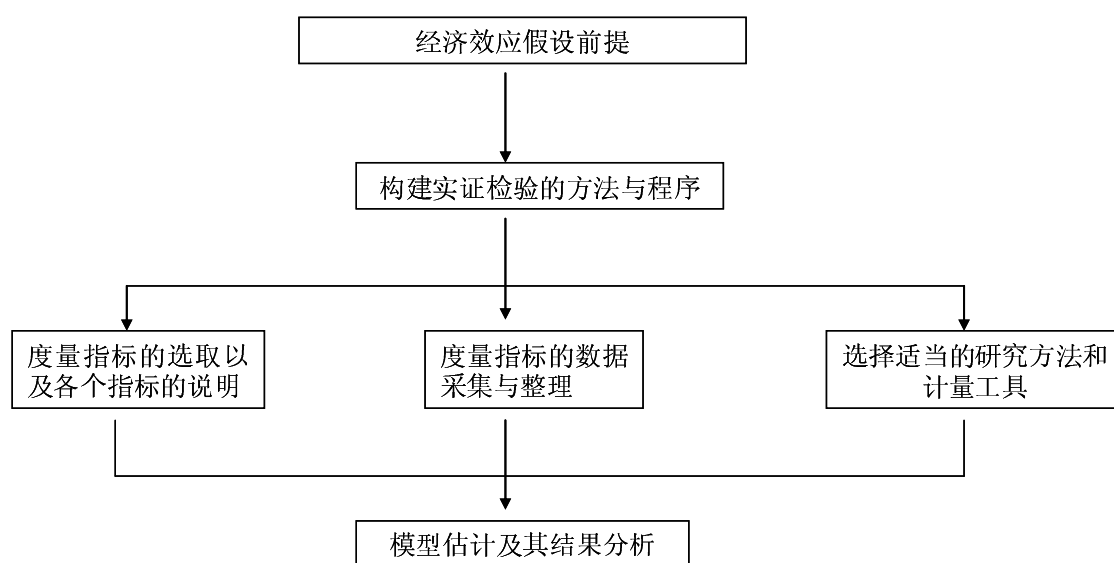 经济效应假设前提
构建实证检验的方法与程序
度量指标的选取以
及各个指标的说明
度量指标的数据
采集与整理
选择适当的研究方法和
计量工具
模型估计及其结果分析